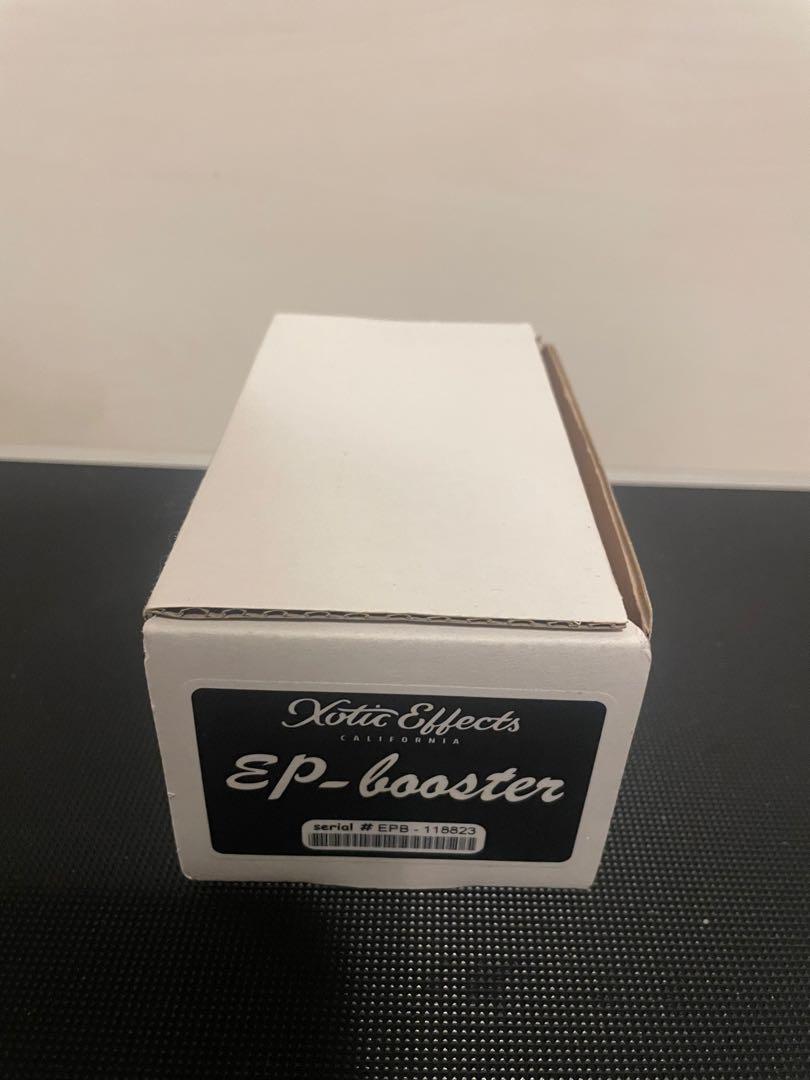 Xotic Effects
CALIFORNIA
EP-booster
serial # EPB - 118823